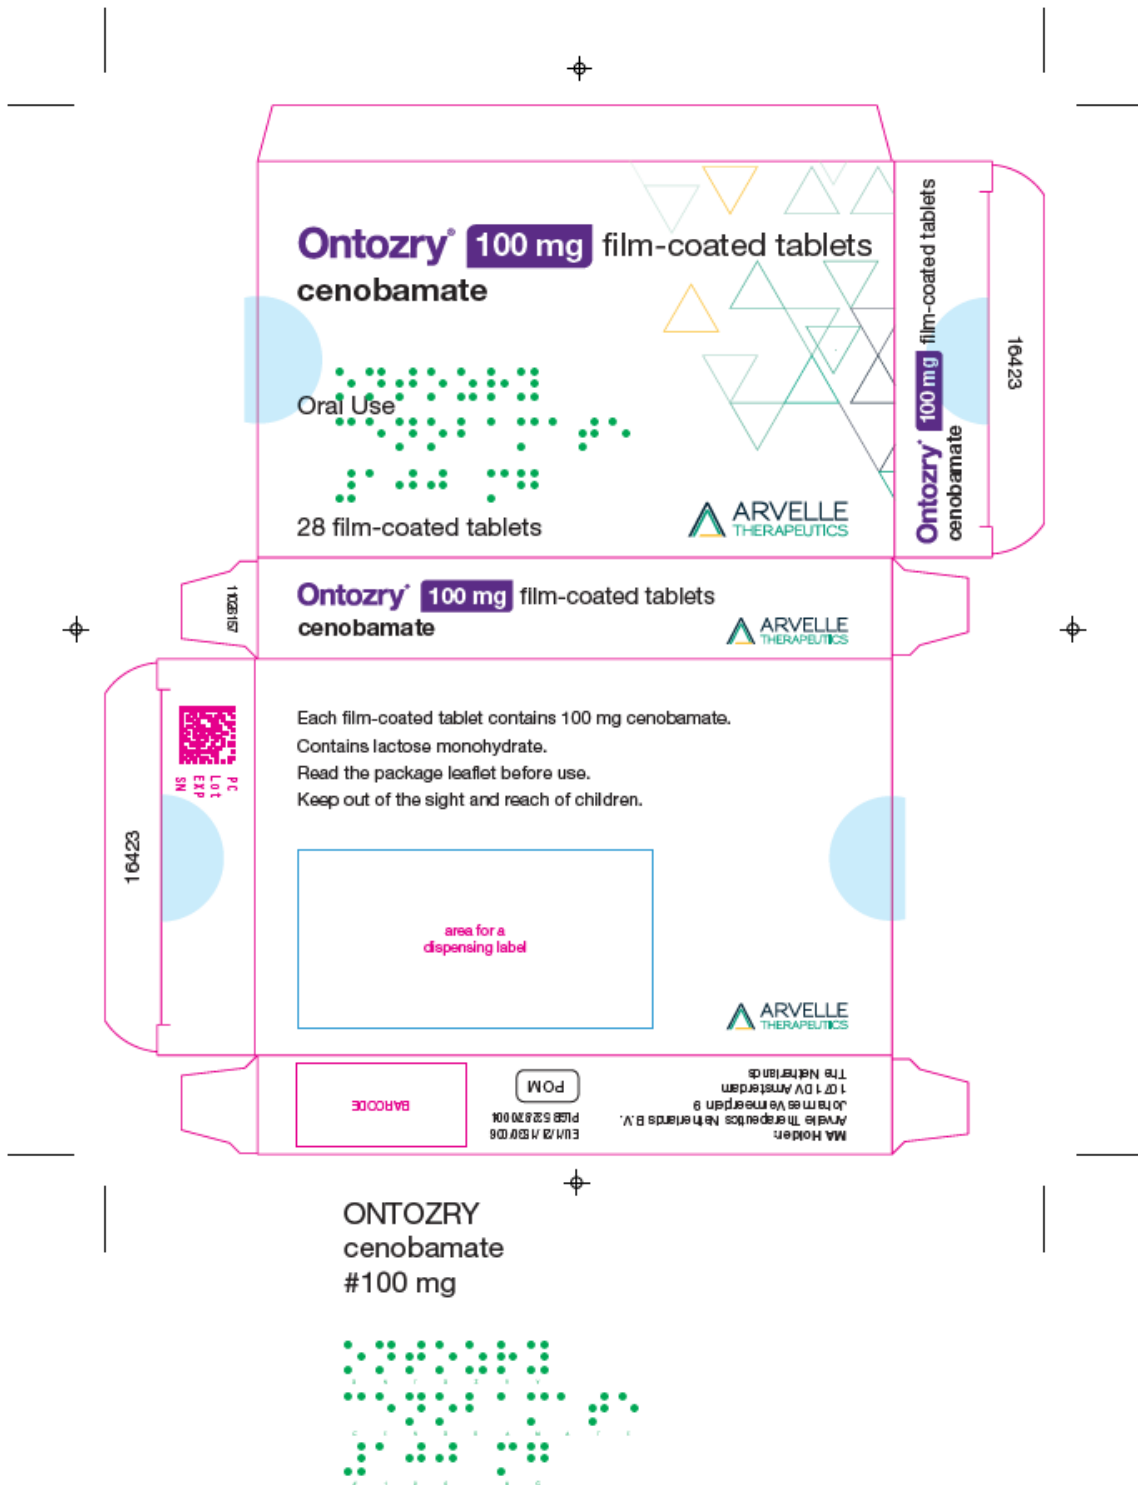 Ontozry® 100 mg film-coated tablets
cenobamate
Oral Use
28 film-coated tablets
ARVELLE
THERAPEUTICS
Ontozry® 100 mg film-coated tablets
cenobamate
16423
11026157
Ontozry® 100 mg film-coated tablets
cenobamate
ARVELLE
THERAPEUTICS
PC
Lot
EXP
SN
16423
Each film-coated tablet contains 100 mg cenobamate.
Contains lactose monohydrate.
Read the package leaflet before use.
Keep out of the sight and reach of children.
area for a
dispensing label
ARVELLE
THERAPEUTICS
BARCODE
POM
EU/1/21/1530/006
MA Holder:
Arvelle Therapeutics Netherlands B.V.
Johannes Vermeerplein 9
1071 DV Amsterdam
The Netherlands
ONTOZRY
cenobamate
#100 mg